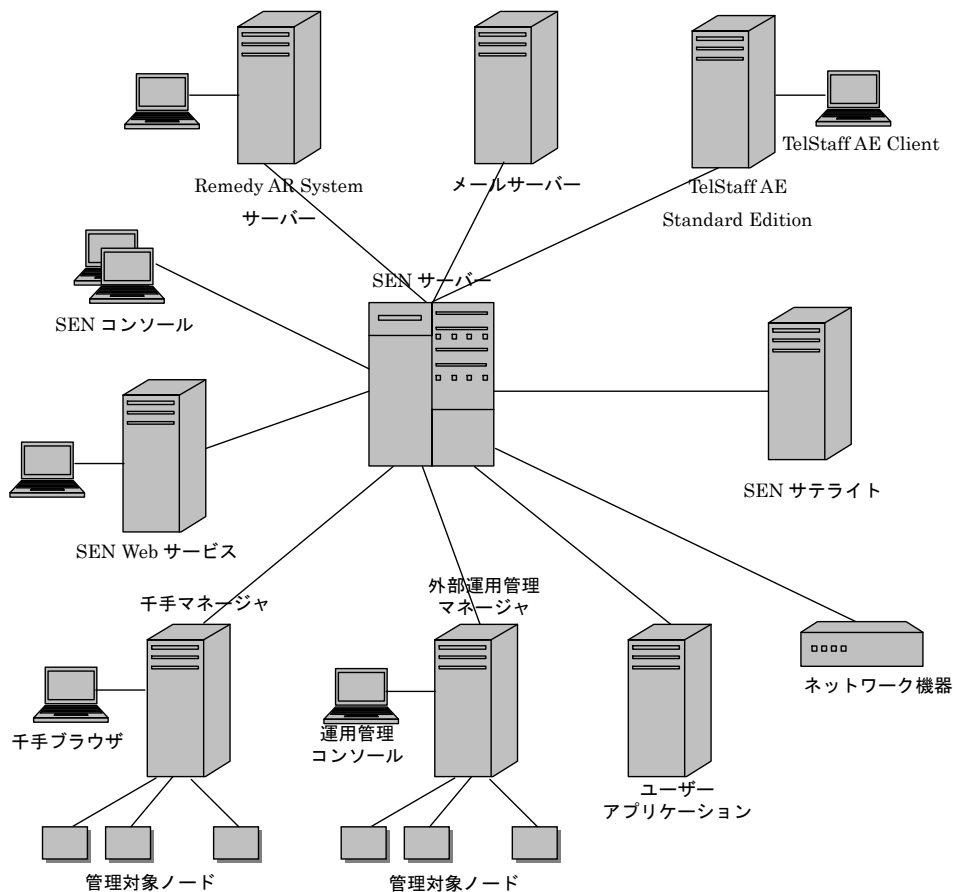 TelStaff AE Client
Remedy AR System
サーバー
メールサーバー
TelStaff AE
Standard Edition
SEN サーバー
SEN コンソール
SEN サテライト
SEN Web サービス
千手マネージャ
外部運用管理
マネージャ
ネットワーク機器
千手ブラウザ
運用管理
コンソール
ユーザー
アプリケーション
管理対象ノード
管理対象ノード